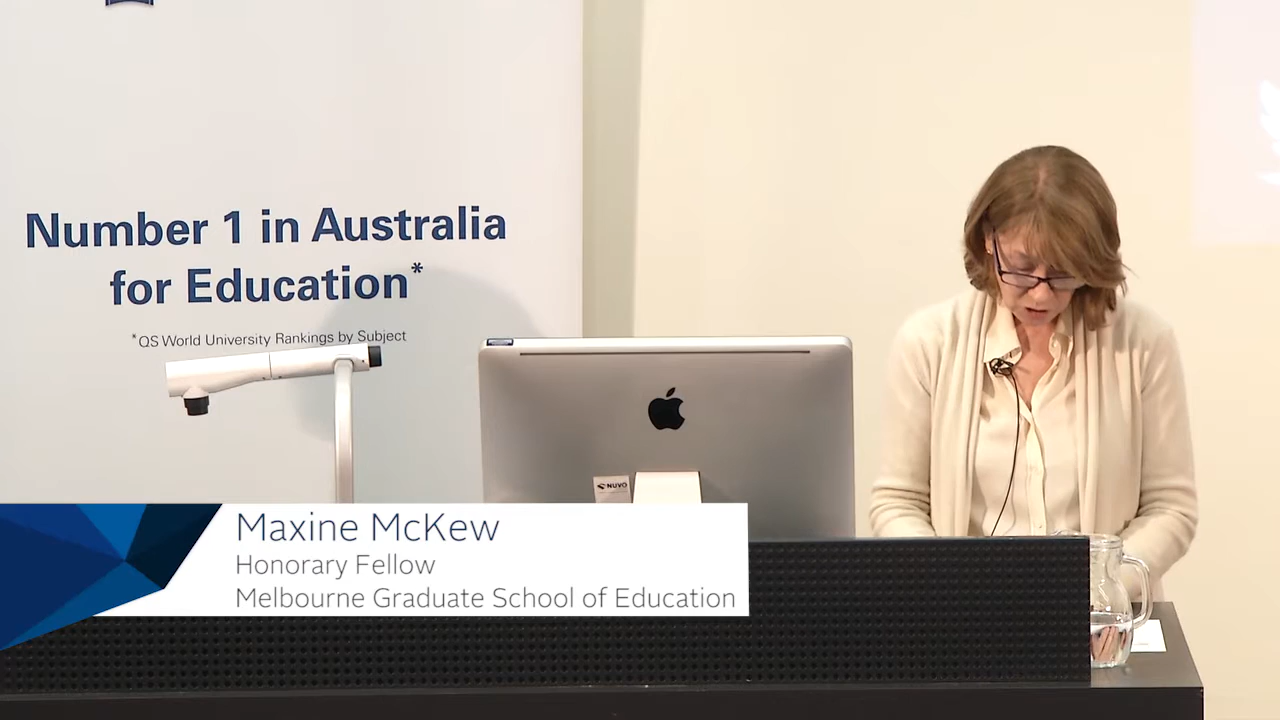 Number 1 in Australia
for Education*
*QS World University Rankings by Subject
NUVO
Maxine McKew
Honorary Fellow
Melbourne Graduate School of Education